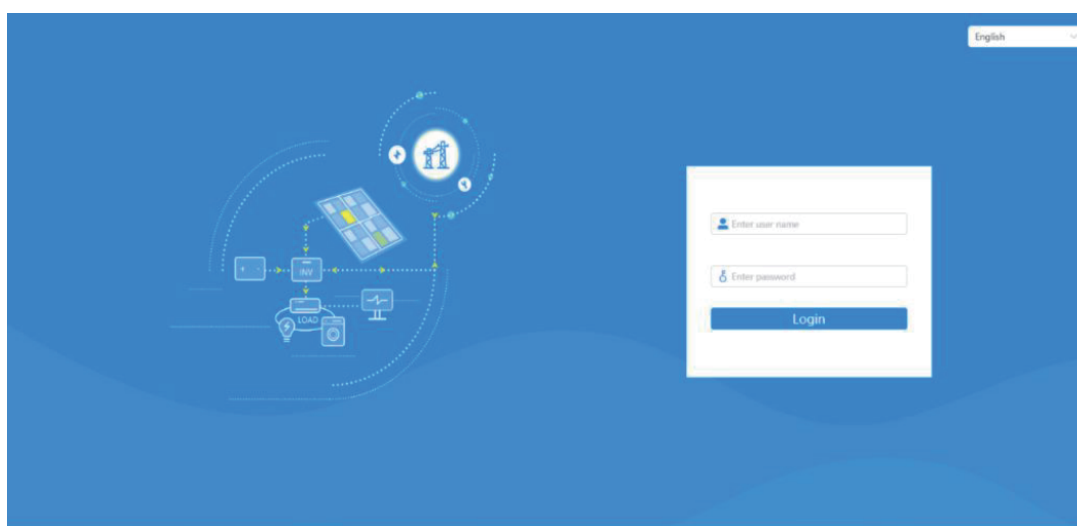 English
INV
LOAD
Enter user name
Enter password
Login